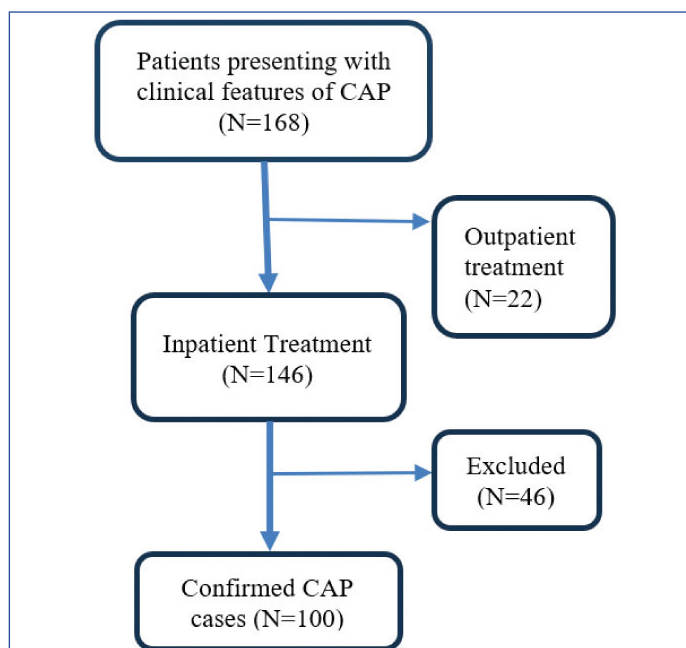 Patients presenting with
clinical features of CAP
(N=168)
Outpatient
treatment
(N=22)
Inpatient Treatment
(N=146)
Excluded
(N=46)
Confirmed CAP
cases (N=100)